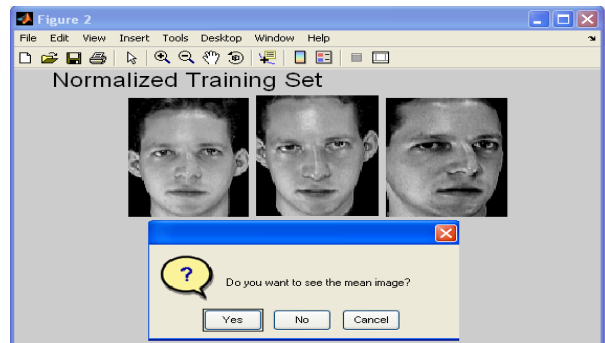 Figure 2
File Edit View Insert Tools Desktop Window Help
Normalized Training Set
?
Do you want to see the mean image?
Yes No Cancel